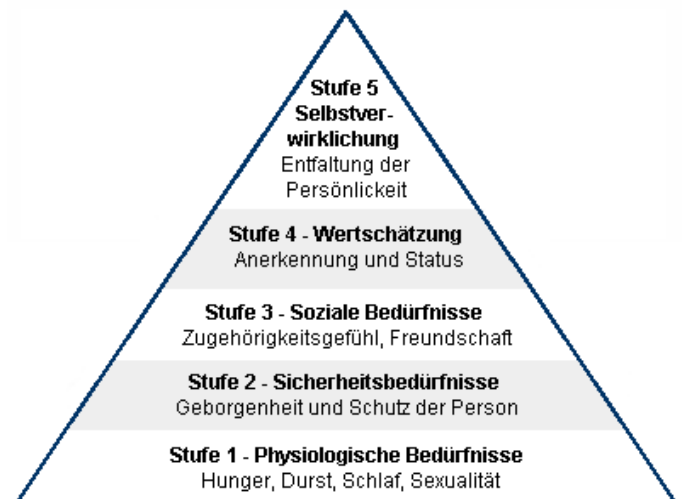 Stufe 5
Selbstver-
wirklichung
Entfaltung der
Persönlickeit
Stufe 4 - Wertschätzung
Anerkennung und Status
Stufe 3 - Soziale Bedürfnisse
Zugehörigkeitsgefühl, Freundschaft
Stufe 2 - Sicherheitsbedürfnisse
Geborgenheit und Schutz der Person
Stufe 1 - Physiologische Bedürfnisse
Hunger, Durst, Schlaf, Sexualität